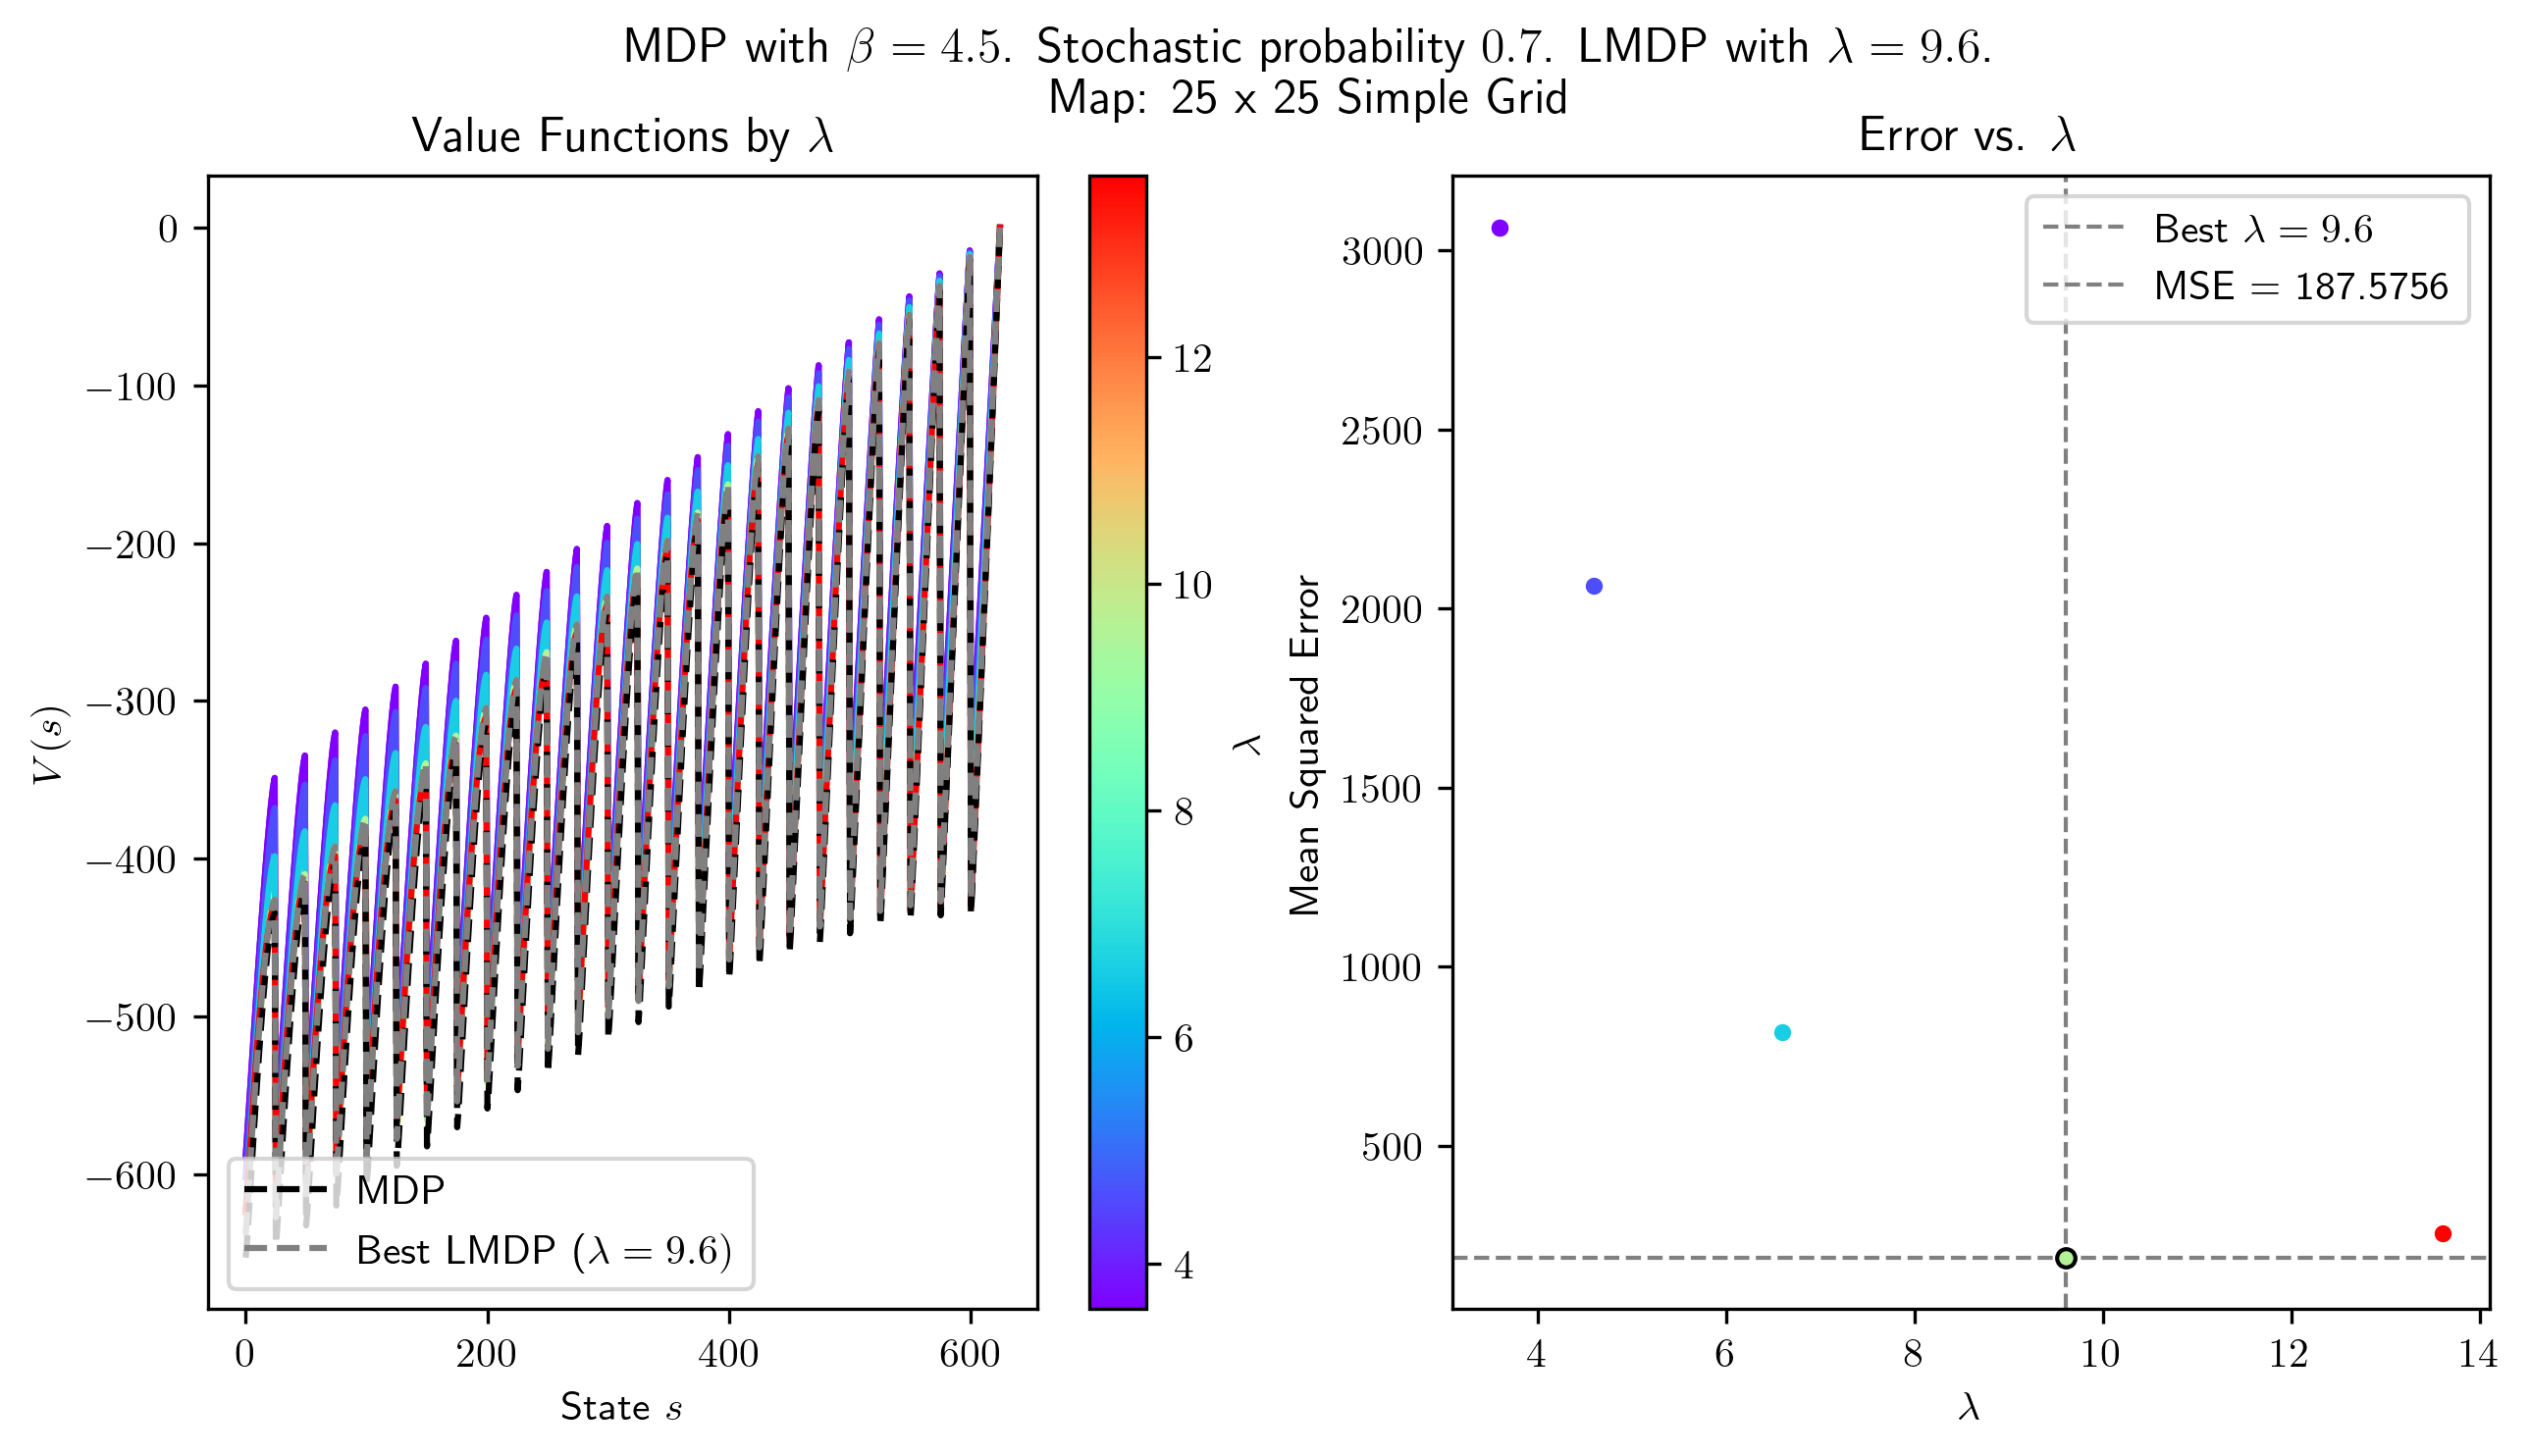 MDP with β = 4.5. Stochastic probability 0.7. LMDP with λ = 9.6.
Map: 25 x 25 Simple Grid
Value Functions by λ
0
−100
−200
−300
−400
−500
−600
V(s)
0
200
400
600
State s
MDP
Best LMDP (λ = 9.6)
12
10
8
6
4
λ
Error vs. λ
3000
2500
2000
1500
1000
500
Mean Squared Error
4
6
8
10
12
14
λ
Best λ = 9.6
MSE = 187.5756